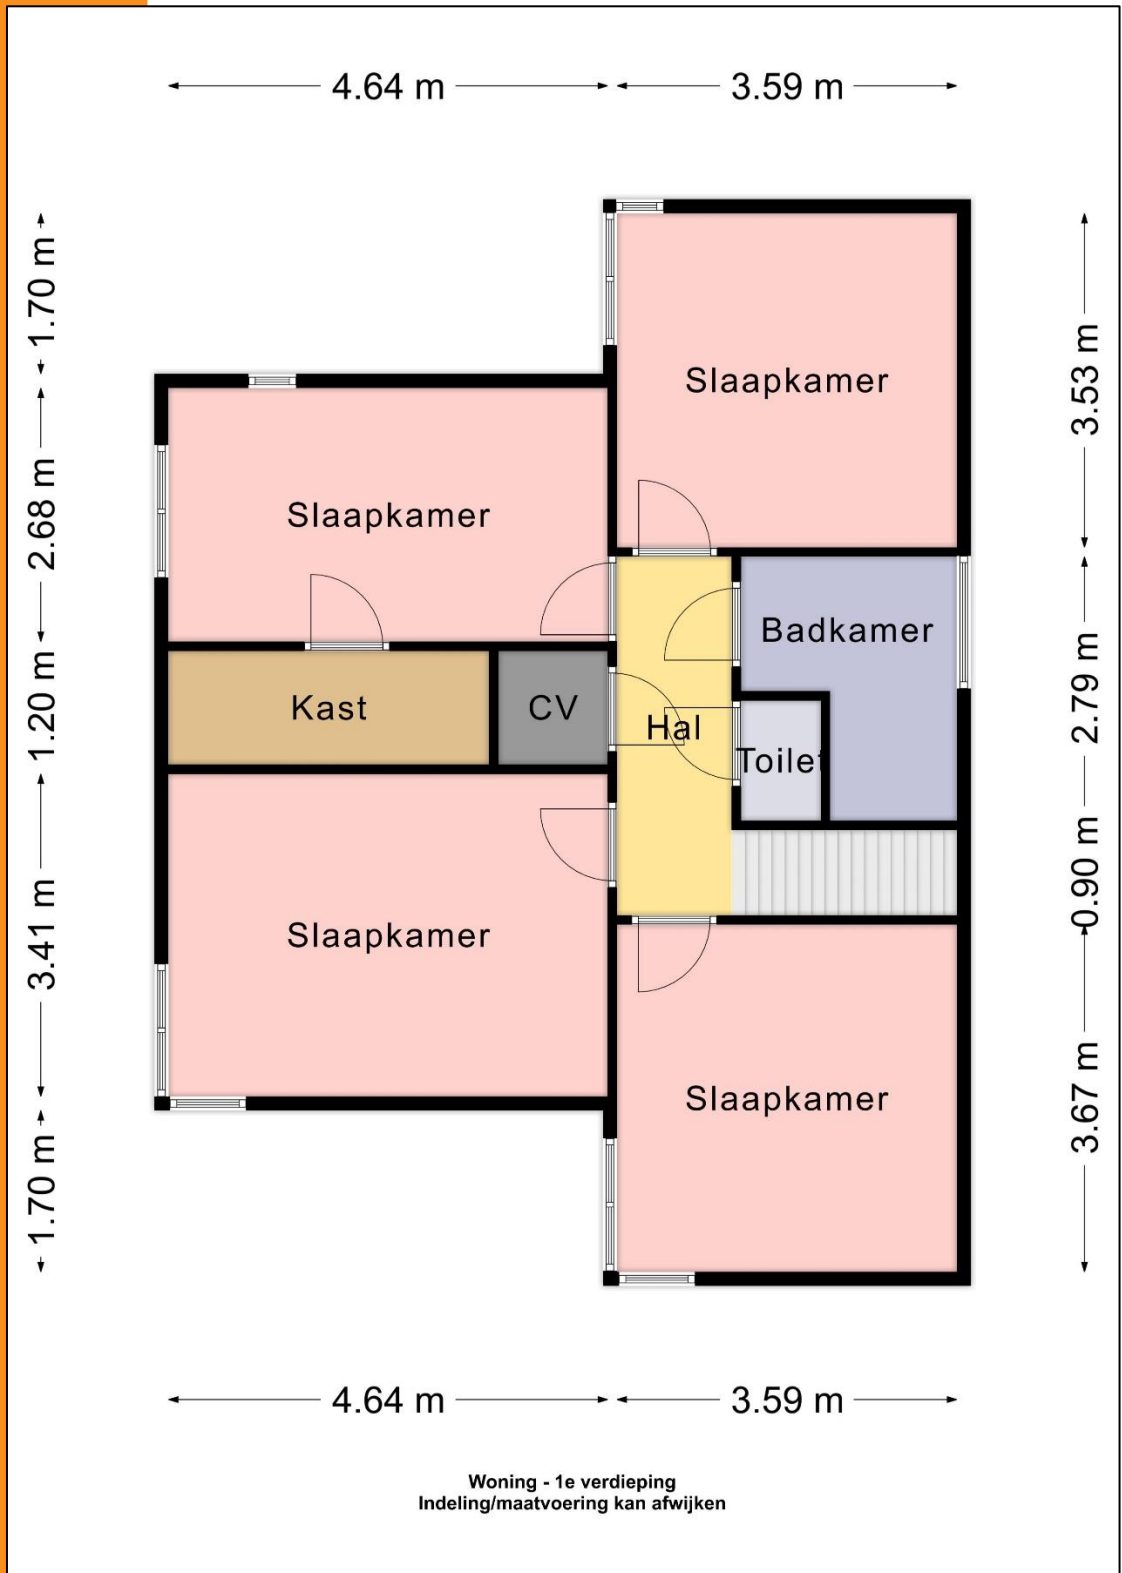 4.64 m
3.59 m
1.70 m
2.68 m
1.20 m
3.41 m
1.70 m
3.53 m
2.79 m
0.90 m
3.67 m
Slaapkamer
Slaapkamer
Badkamer
Kast
CV
Hal
Toilet
Slaapkamer
Slaapkamer
4.64 m
3.59 m
Woning - 1e verdieping
Indeling/maatvoering kan afwijken